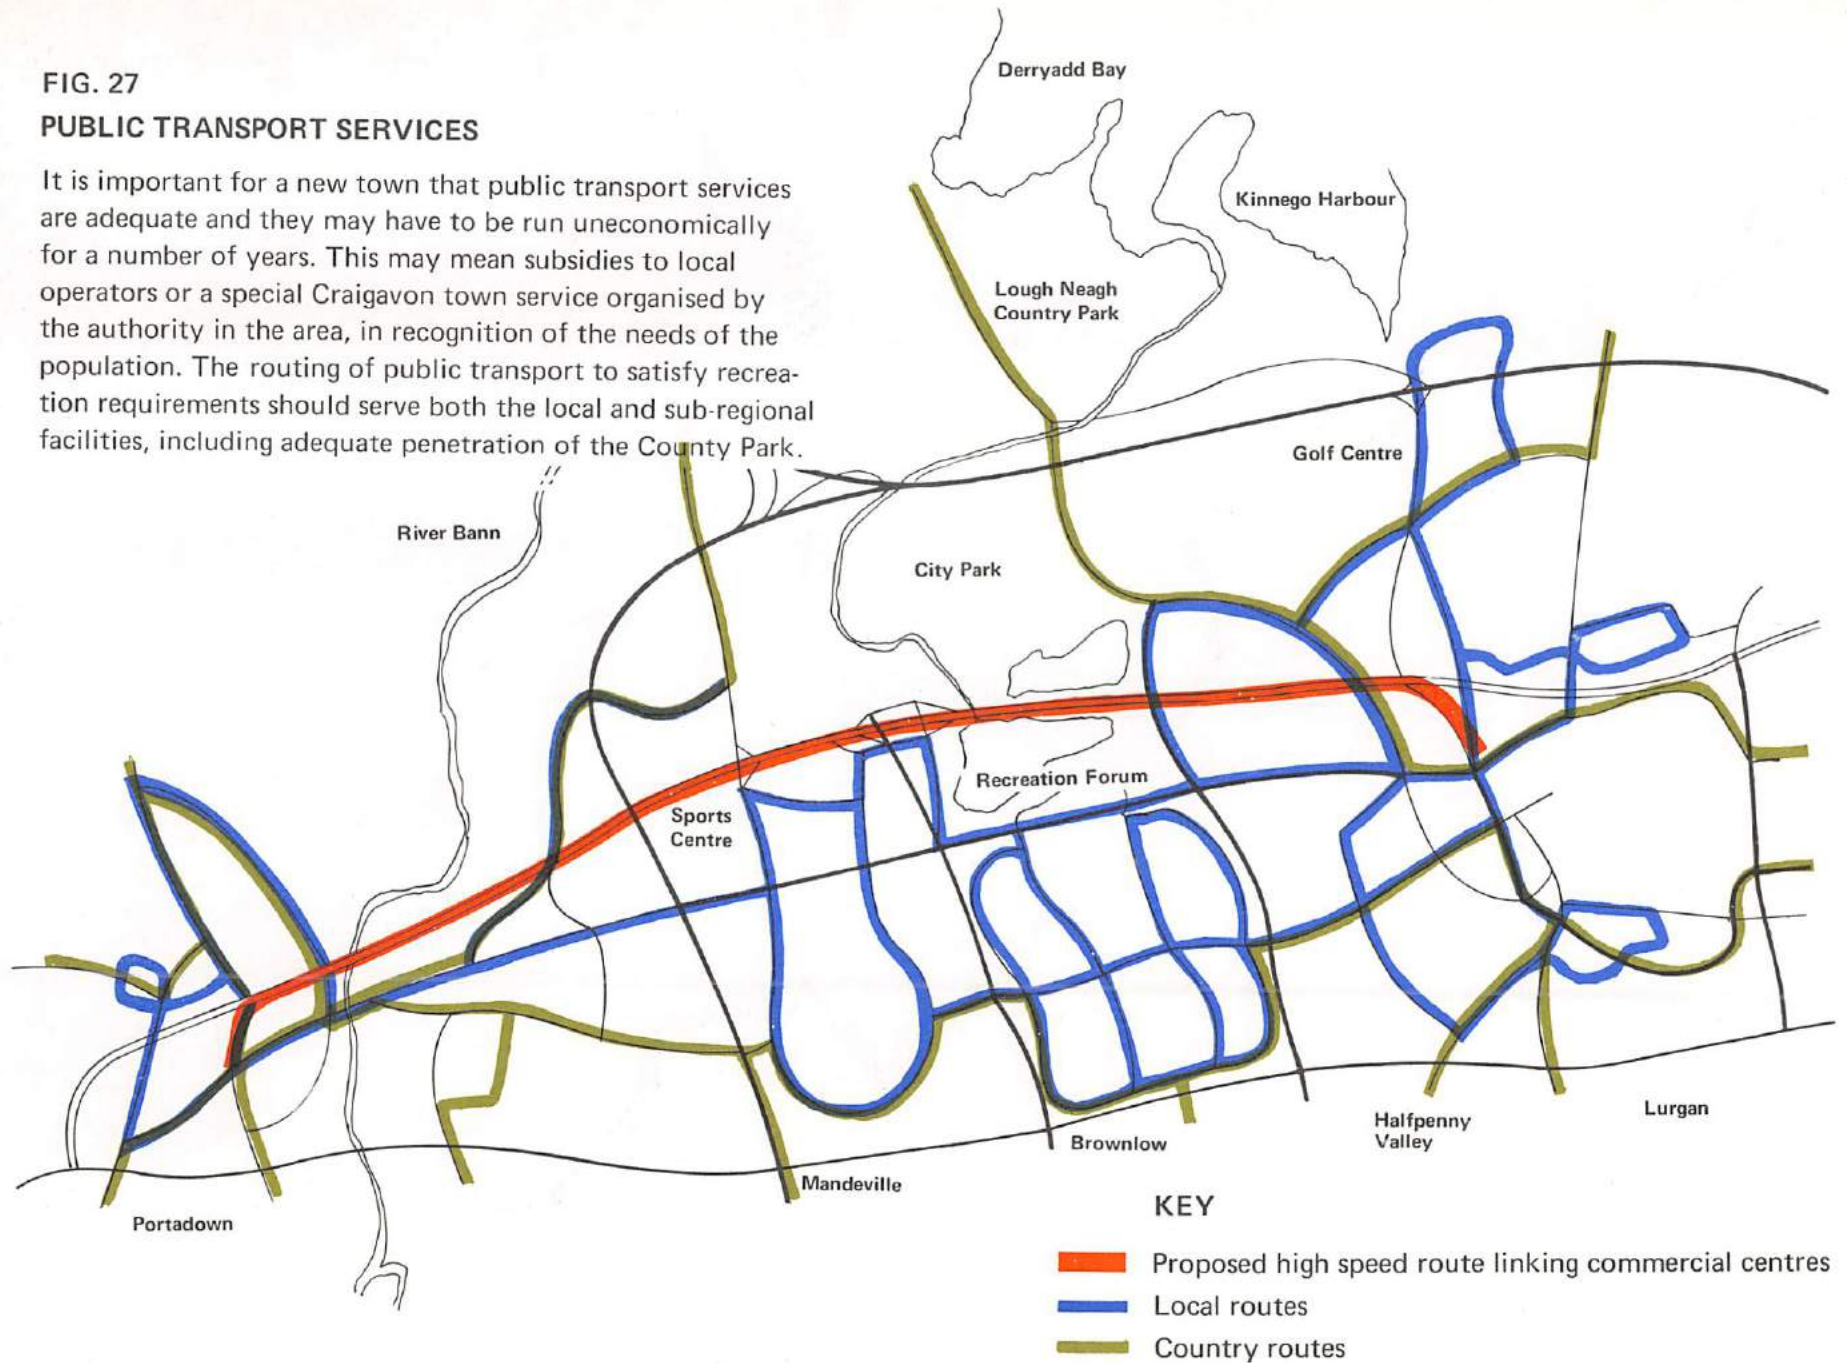 FIG. 27
PUBLIC TRANSPORT SERVICES
It is important for a new town that public transport services
are adequate and they may have to be run uneconomically
for a number of years. This may mean subsidies to local
operators or a special Craigavon town service organised by
the authority in the area, in recognition of the needs of the
population. The routing of public transport to satisfy recrea-
tion requirements should serve both the local and sub-regional
facilities, including adequate penetration of the County Park.
Derryadd Bay
Kinnego Harbour
Lough Neagh
Country Park
Golf Centre
River Bann
City Park
Recreation Forum
Sports
Centre
Halfpenny
Valley
Lurgan
Brownlow
Mandeville
Portadown
KEY
Proposed high speed route linking commercial centres
Local routes
Country routes